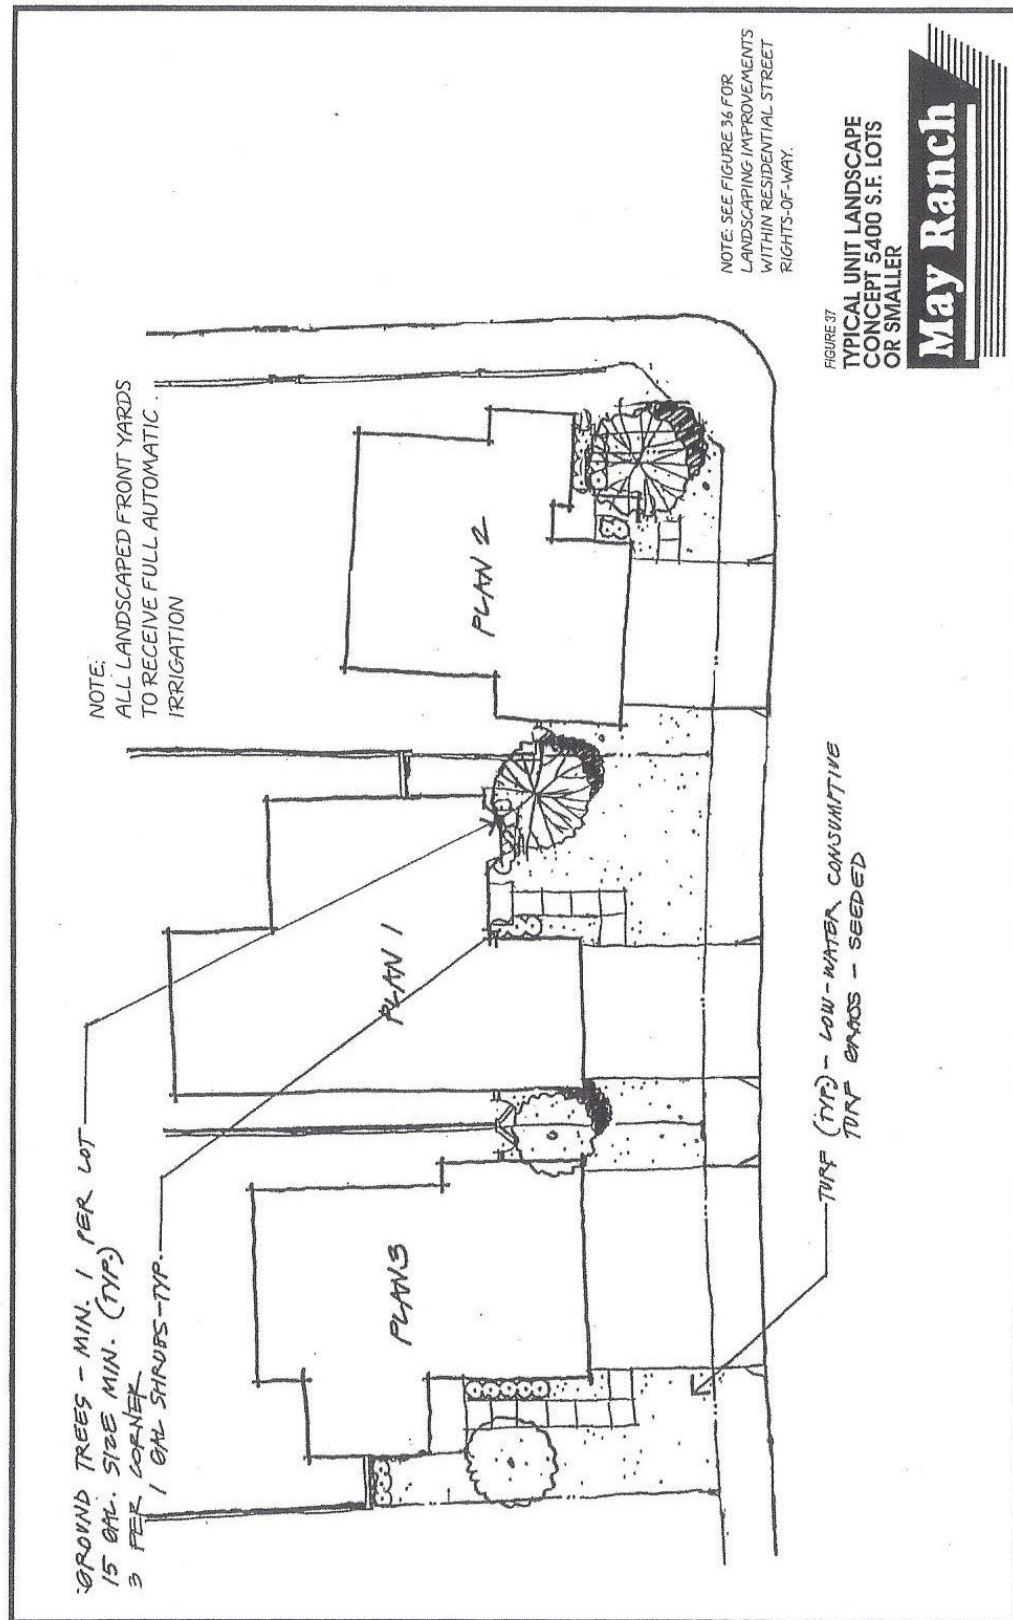 GROUND TREES - MIN. 1 PER LOT
15 GAL. SIZE MIN. (TYP.)
3 PER CORNER
1 GAL SHRUBS-TYP.
NOTE:
ALL LANDSCAPED FRONT YARDS
TO RECEIVE FULL AUTOMATIC
IRRIGATION
PLAN 3
PLAN 1
PLAN 2
TURF (TYP.) - LOW-WATER CONSUMPTIVE
TURF GRASS - SEEDED
NOTE: SEE FIGURE 36 FOR
LANDSCAPING IMPROVEMENTS
WITHIN RESIDENTIAL STREET
RIGHTS-OF-WAY.
FIGURE 37
TYPICAL UNIT LANDSCAPE
CONCEPT 5400 S.F. LOTS
OR SMALLER
May Ranch